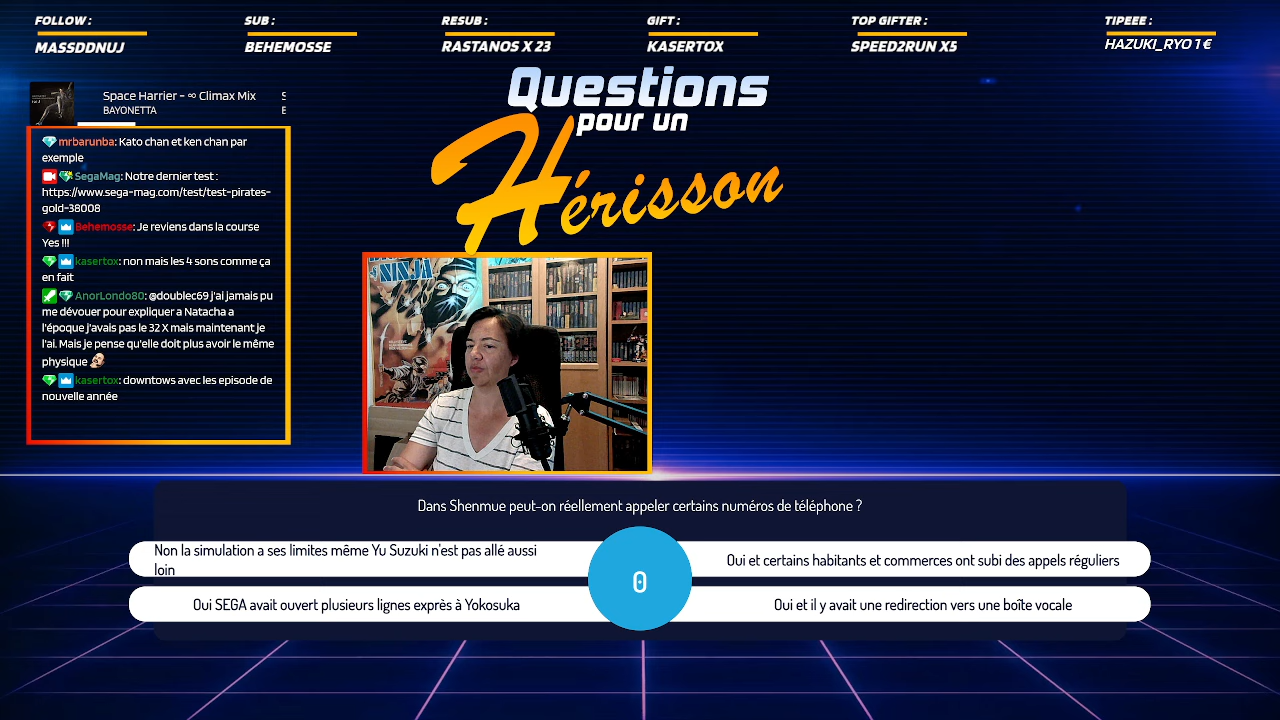 FOLLOW :
MASSDDNUJ
SUB :
BEHEMOSSE
RESUB :
RASTANOS X 23
GIFT :
KASERTOX
TOP GIFTER :
SPEED2RUN X5
TIPEEE :
HAZUKI_RYO 1 €
Questions
pour un
Hérisson
Space Harrier - ∞ Climax Mix
BAYONETTA
mrbarunba: Kato chan et ken chan par
exemple
SegaMag: Notre dernier test :
https://www.sega-mag.com/test/test-pirates-
gold-38008
Behemosse: Je reviens dans la course
Yes !!!
kasertox: non mais les 4 sons comme ça
en fait
AnorLondo80: @doublec69 j'ai jamais pu
me dévouer pour expliquer a Natacha a
l'époque j'avais pas le 32 X mais maintenant je
l'ai. Mais je pense qu'elle doit plus avoir le même
physique
kasertox: downtows avec les episode de
nouvelle année
NINJA
Dans Shenmue peut-on réellement appeler certains numéros de téléphone ?
Non la simulation a ses limites même Yu Suzuki n'est pas allé aussi
loin
Oui et certains habitants et commerces ont subi des appels réguliers
0
Oui SEGA avait ouvert plusieurs lignes exprès à Yokosuka
Oui et il y avait une redirection vers une boîte vocale